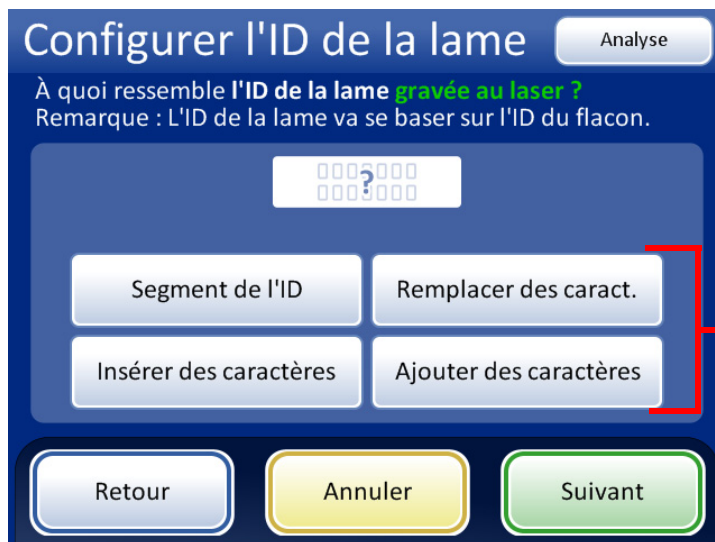 Configurer l'ID de la lame
Analyse
À quoi ressemble l'ID de la lame gravée au laser ?
Remarque : L'ID de la lame va se baser sur l'ID du flacon.
?
Segment de l'ID
Remplacer des caract.
Insérer des caractères
Ajouter des caractères
Retour
Annuler
Suivant